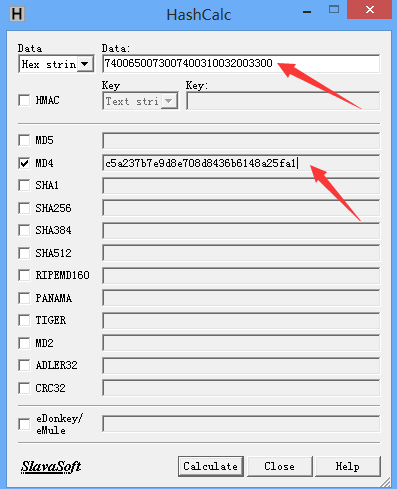 H HashCalc
Data Data:
Hex strin 7400650073007400310032003300
Key Key:
HMAC Text stri
MD5
MD4 c5a237b7e9d8e708d8436b6148a25fa1
SHA1
SHA256
SHA384
SHA512
RIPEMD160
PANAMA
TIGER
MD2
ADLER32
CRC32
eDonkey/
eMule
SlavaSoft Calculate Close Help